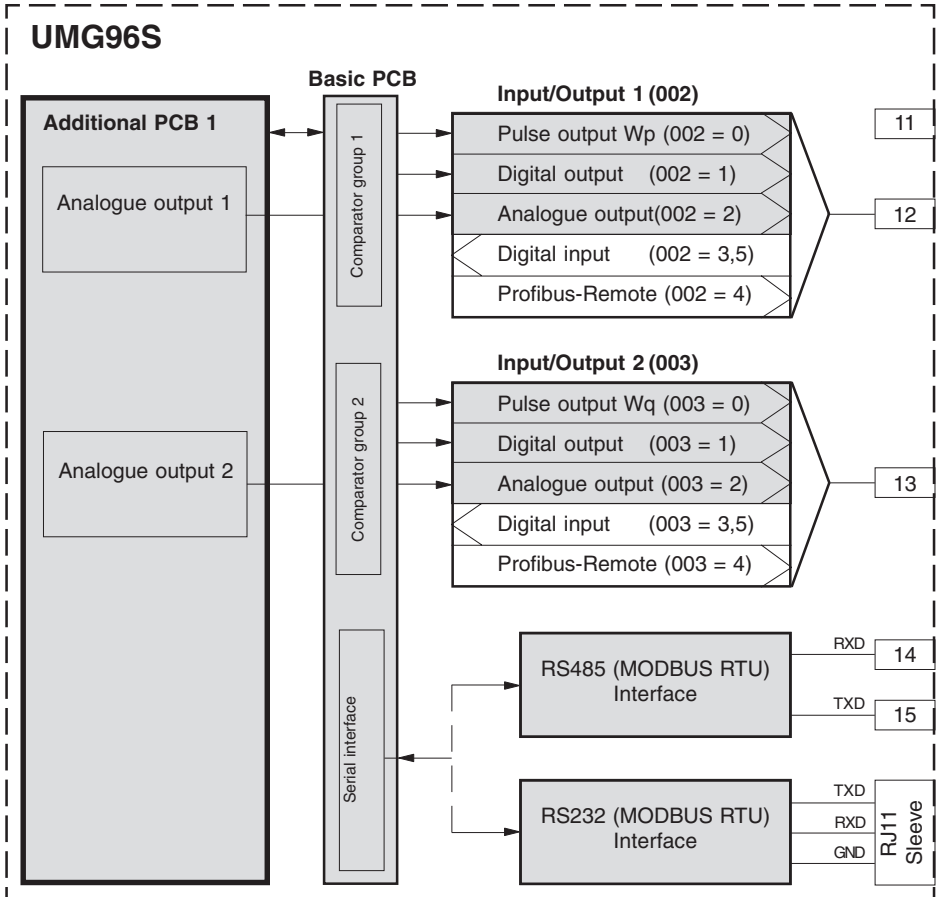 UMG96S
Basic PCB
Additional PCB 1
Analogue output 1
Analogue output 2
Comparator group 1
Comparator group 2
Serial interface
Input/Output 1 (002)
Pulse output Wp (002 = 0)
Digital output (002 = 1)
Analogue output(002 = 2)
Digital input (002 = 3,5)
Profibus-Remote (002 = 4)
11
12
Input/Output 2 (003)
Pulse output Wq (003 = 0)
Digital output (003 = 1)
Analogue output (003 = 2)
Digital input (003 = 3,5)
Profibus-Remote (003 = 4)
13
RS485 (MODBUS RTU)
Interface
RXD
14
TXD
15
RS232 (MODBUS RTU)
Interface
TXD
RXD
GND
RJ11
Sleeve